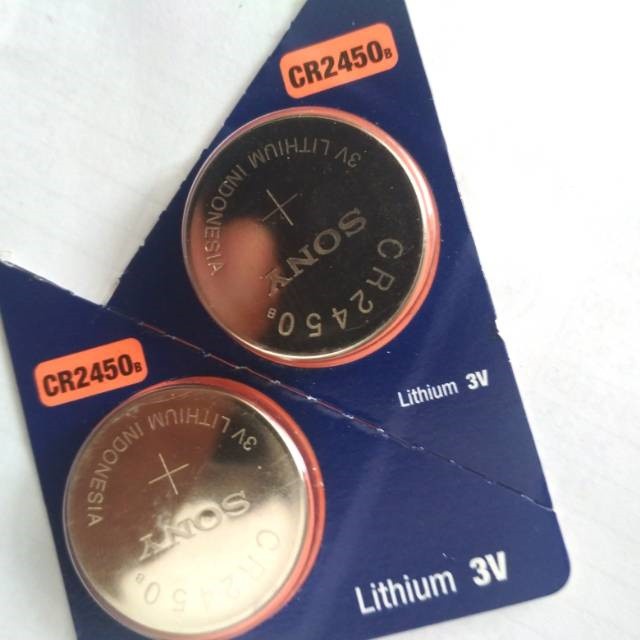 CR2450B
3V LITHIUM INDONESIA
+
SONY
CR2450B
Lithium 3V
CR2450B
3V LITHIUM INDONESIA
+
SONY
CR2450B
Lithium 3V